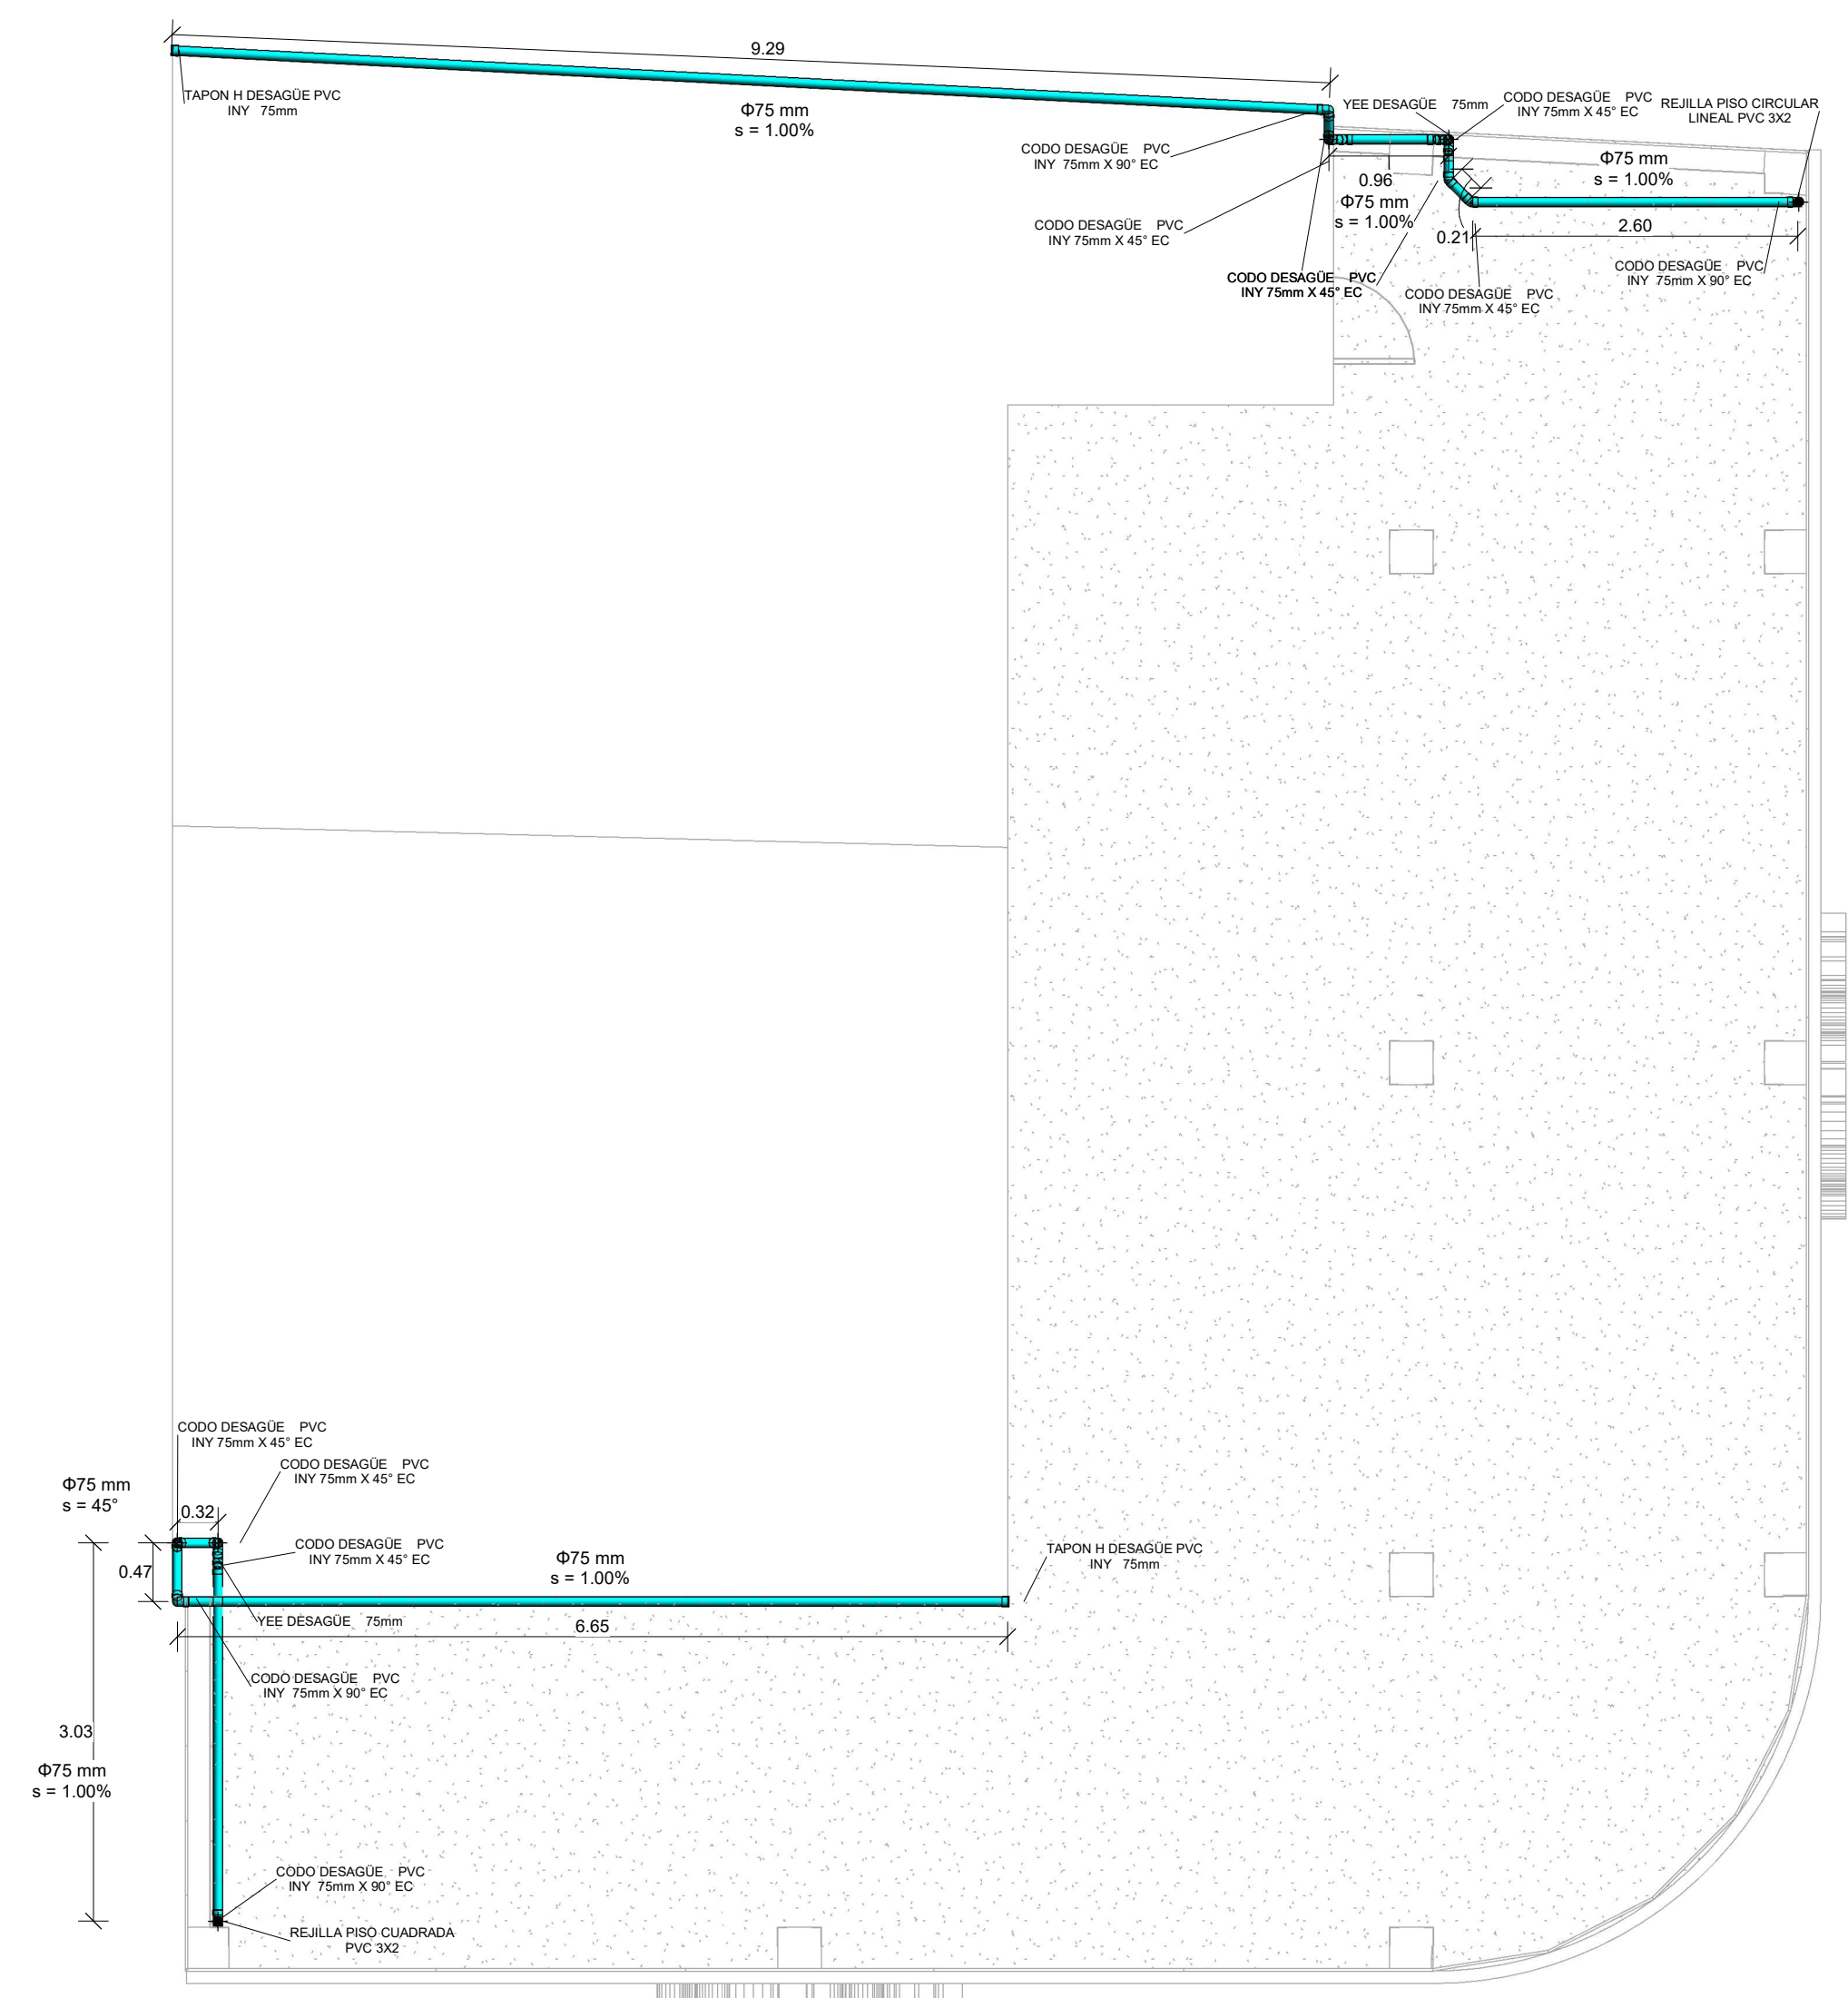 9.29
TAPON H DESAGÜE PVC
INY 75mm
Φ75 mm
s = 1.00%
YEE DESAGÜE 75mm
CODO DESAGÜE PVC
INY 75mm X 45° EC
REJILLA PISO CIRCULAR
LINEAL PVC 3X2
CODO DESAGÜE PVC
INY 75mm X 90° EC
Φ75 mm
s = 1.00%
0.96
Φ75 mm
s = 1.00%
CODO DESAGÜE PVC
INY 75mm X 45° EC
0.21
2.60
CODO DESAGÜE PVC
INY 75mm X 45° EC
CODO DESAGÜE PVC
INY 75mm X 45° EC
CODO DESAGÜE PVC
INY 75mm X 90° EC
CODO DESAGÜE PVC
INY 75mm X 45° EC
CODO DESAGÜE PVC
INY 75mm X 45° EC
Φ75 mm
s = 45°
0.32
CODO DESAGÜE PVC
INY 75mm X 45° EC
0.47
Φ75 mm
s = 1.00%
TAPON H DESAGÜE PVC
INY 75mm
YEE DESAGÜE 75mm
6.65
CODO DESAGÜE PVC
INY 75mm X 90° EC
3.03
Φ75 mm
s = 1.00%
CODO DESAGÜE PVC
INY 75mm X 90° EC
REJILLA PISO CUADRADA
PVC 3X2